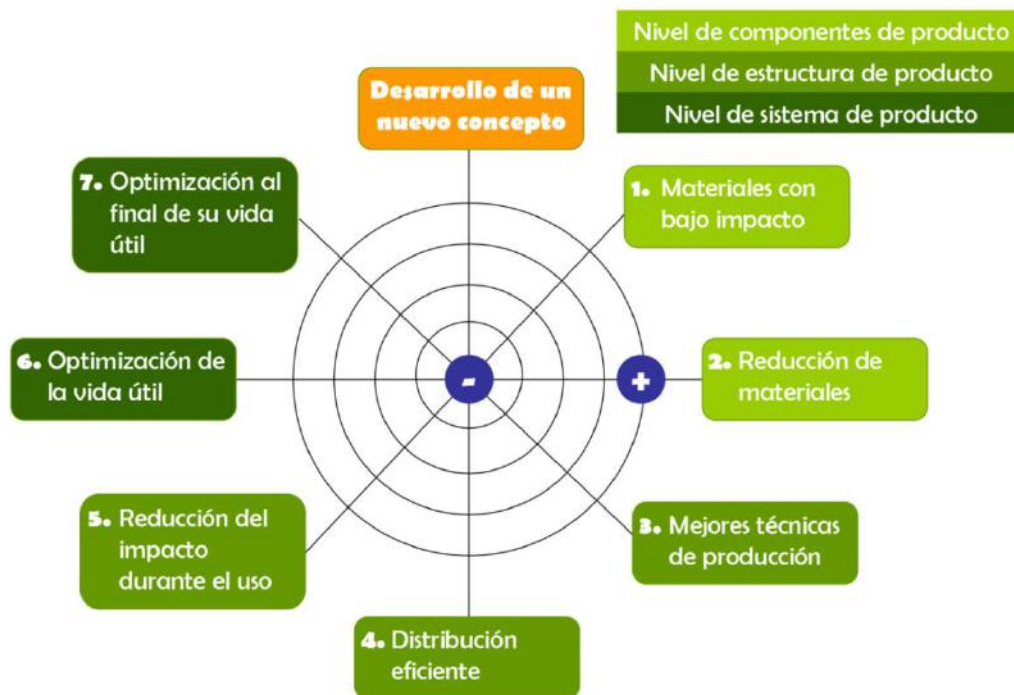 Nivel de componentes de producto
Nivel de estructura de producto
Nivel de sistema de producto
Desarrollo de un
nuevo concepto
1. Materiales con
bajo impacto
2. Reducción de
materiales
3. Mejores técnicas
de producción
4. Distribución
eficiente
5. Reducción del
impacto
durante el uso
6. Optimización de
la vida útil
7. Optimización al
final de su vida
útil
-
+